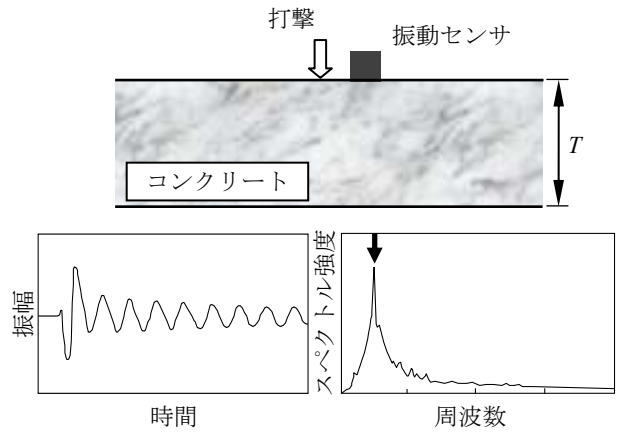 打撃
振動センサ
T
コンクリート
振幅
時間
スペクトル強度
周波数